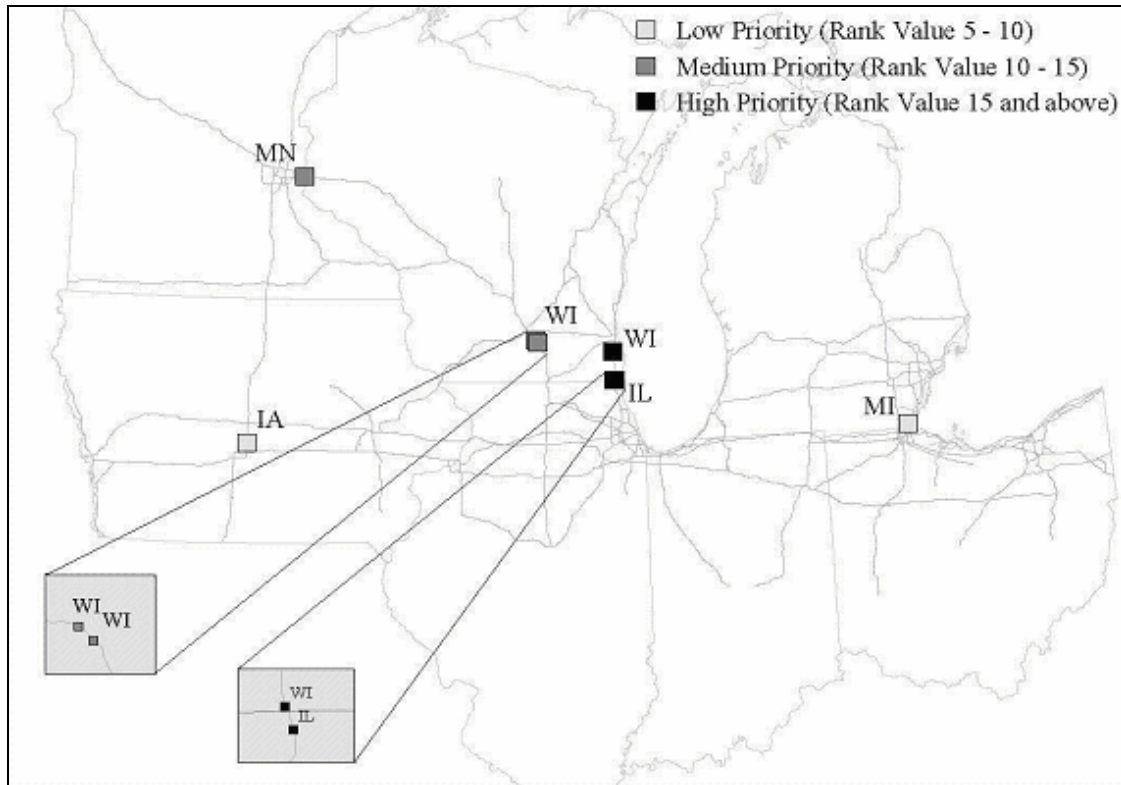 Low Priority (Rank Value 5 - 10)
Medium Priority (Rank Value 10 - 15)
High Priority (Rank Value 15 and above)
MN
WI
WI
IL
MI
IA
WI
WI
WI
IL